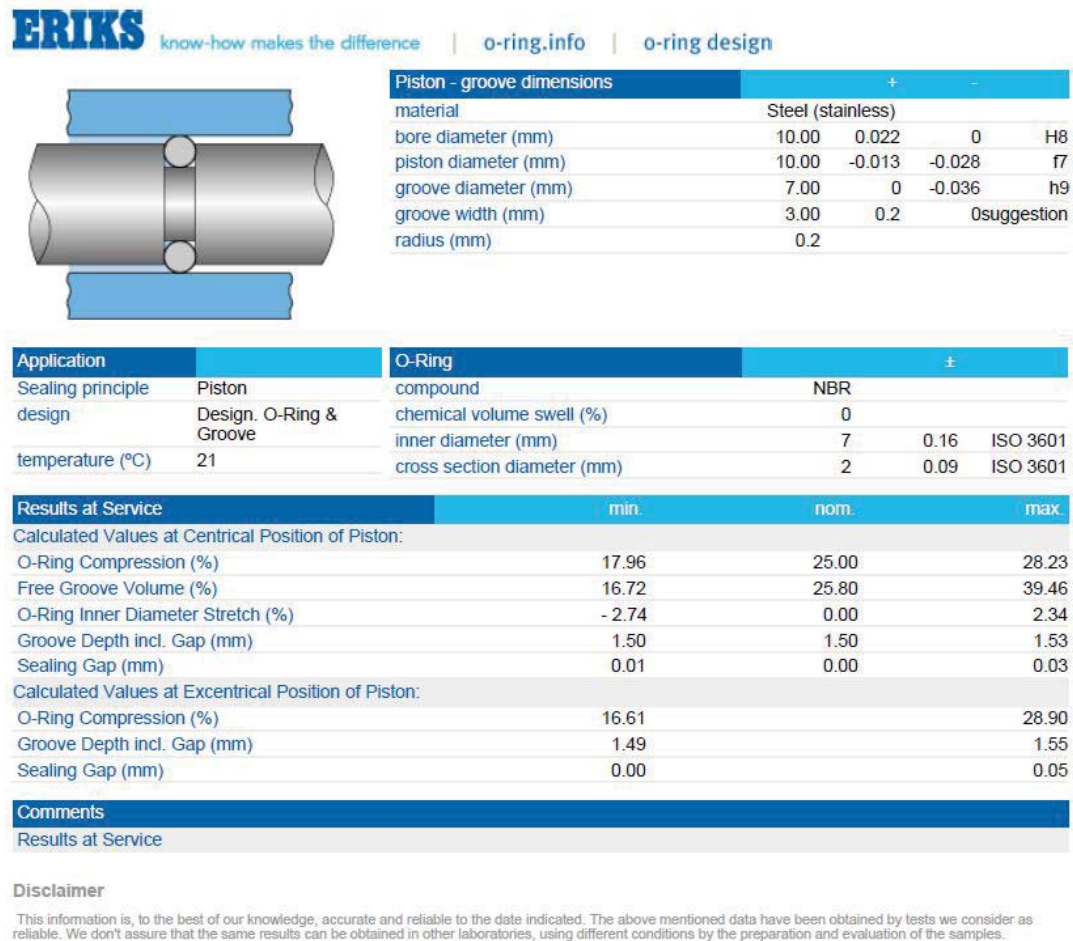 ERIKS know-how makes the difference | o-ring.info | o-ring design
Piston - groove dimensions + -
material Steel (stainless)
bore diameter (mm) 10.00 0.022 0 H8
piston diameter (mm) 10.00 -0.013 -0.028 f7
groove diameter (mm) 7.00 0 -0.036 h9
groove width (mm) 3.00 0.2 0suggestion
radius (mm) 0.2
Application
Sealing principle Piston
design Design. O-Ring &
Groove
temperature (ºC) 21
O-Ring ±
compound NBR
chemical volume swell (%) 0
inner diameter (mm) 7 0.16 ISO 3601
cross section diameter (mm) 2 0.09 ISO 3601
Results at Service min. nom. max.
Calculated Values at Centrical Position of Piston:
O-Ring Compression (%) 17.96 25.00 28.23
Free Groove Volume (%) 16.72 25.80 39.46
O-Ring Inner Diameter Stretch (%) - 2.74 0.00 2.34
Groove Depth incl. Gap (mm) 1.50 1.50 1.53
Sealing Gap (mm) 0.01 0.00 0.03
Calculated Values at Excentrical Position of Piston:
O-Ring Compression (%) 16.61 28.90
Groove Depth incl. Gap (mm) 1.49 1.55
Sealing Gap (mm) 0.00 0.05
Comments
Results at Service
Disclaimer
This information is, to the best of our knowledge, accurate and reliable to the date indicated. The above mentioned data have been obtained by tests we consider as
reliable. We don't assure that the same results can be obtained in other laboratories, using different conditions by the preparation and evaluation of the samples.